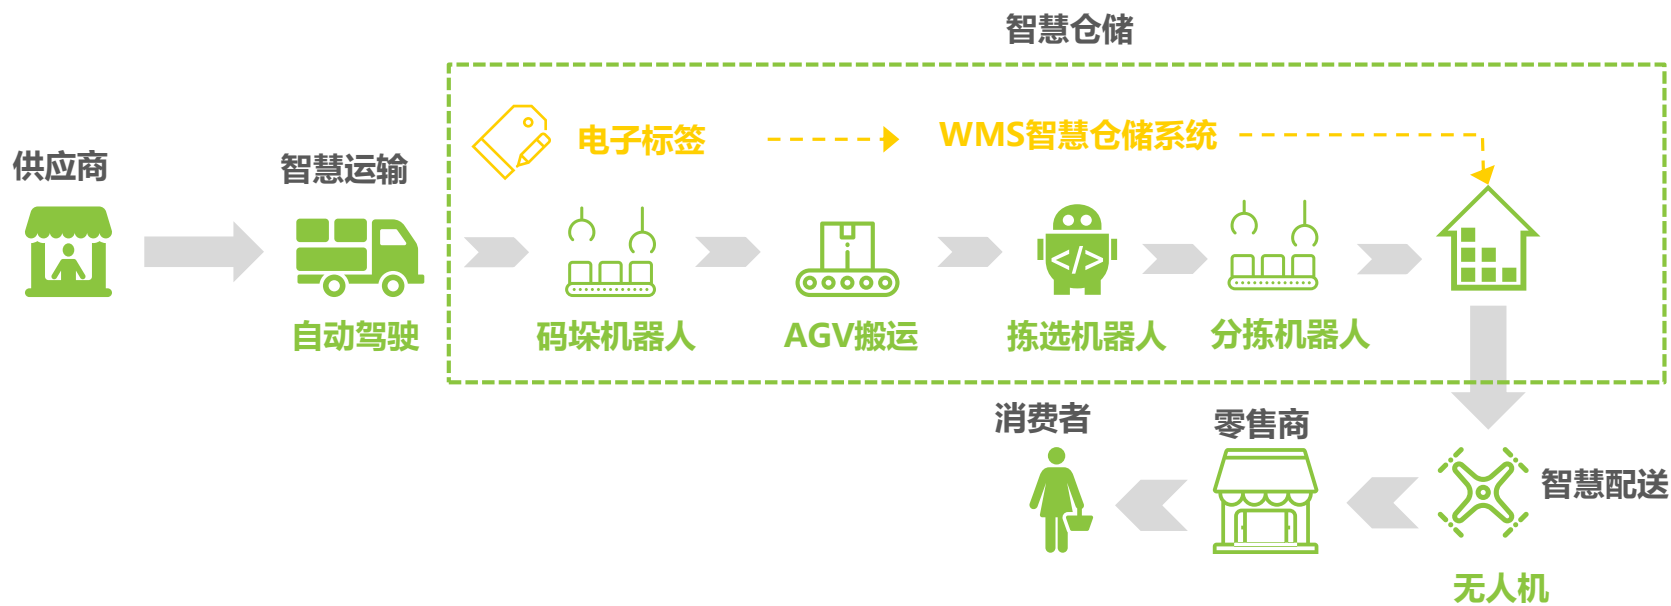 智慧仓储
电子标签
WMS智慧仓储系统
供应商
智慧运输
</>
自动驾驶
码垛机器人
AGV搬运
拣选机器人
分拣机器人
消费者
零售商
智慧配送
无人机